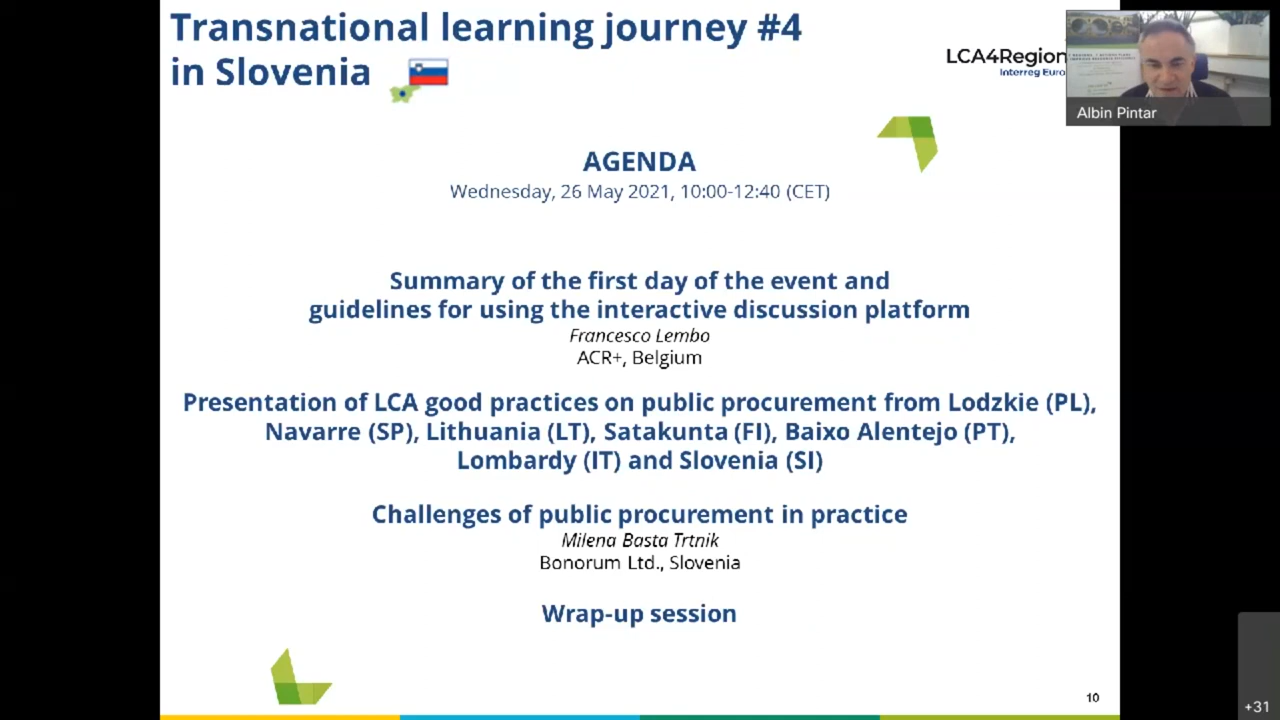 Transnational learning journey #4
in Slovenia
LCA4Region
Interreg Euro
Albin Pintar
AGENDA
Wednesday, 26 May 2021, 10:00-12:40 (CET)
Summary of the first day of the event and
guidelines for using the interactive discussion platform
Francesco Lembo
ACR+, Belgium
Presentation of LCA good practices on public procurement from Lodzkie (PL),
Navarre (SP), Lithuania (LT), Satakunta (FI), Baixo Alentejo (PT),
Lombardy (IT) and Slovenia (SI)
Challenges of public procurement in practice
Milena Basta Trtnik
Bonorum Ltd., Slovenia
Wrap-up session
10
+31